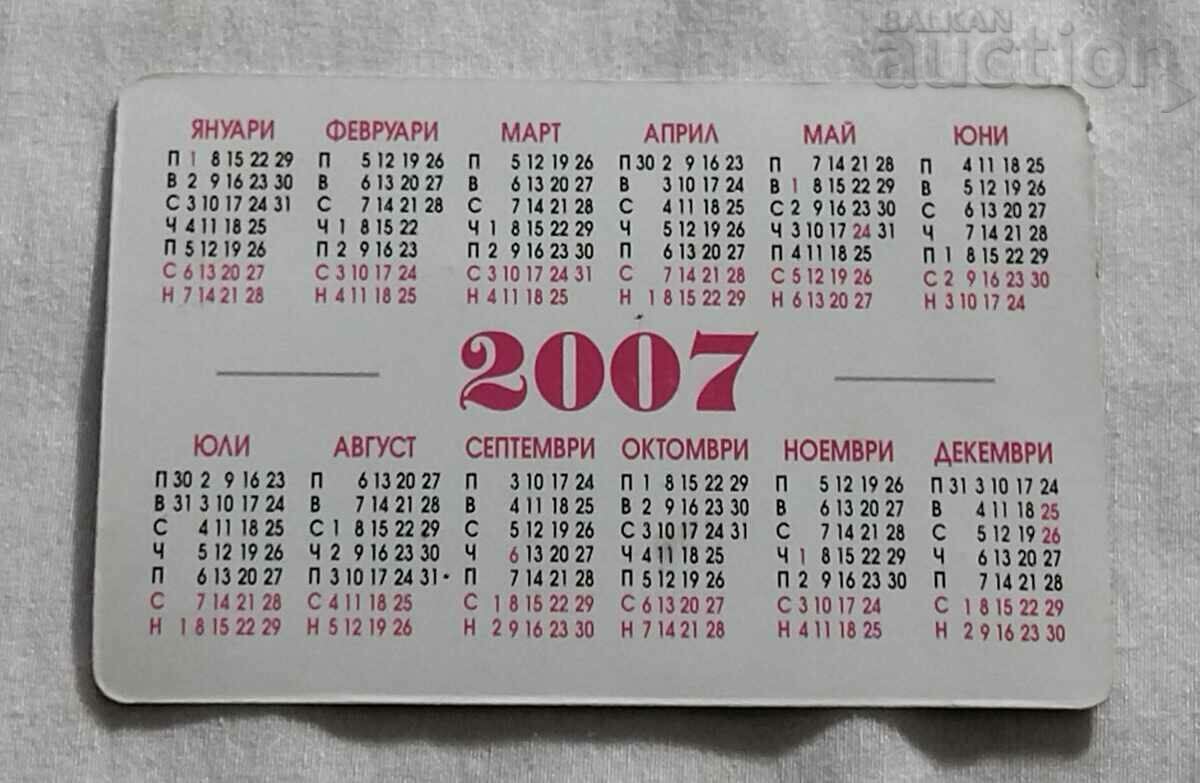 BALKAN
auction
ЯНУАРИ ФЕВРУАРИ МАРТ АПРИЛ МАЙ ЮНИ
П 1 8 15 22 29 П 5 12 19 26 П 5 12 19 26 П 30 2 9 16 23 П 7 14 21 28 П 4 11 18 25
В 2 9 16 23 30 В 6 13 20 27 В 6 13 20 27 В 3 10 17 24 В 1 8 15 22 29 В 5 12 19 26
С 3 10 17 24 31 С 7 14 21 28 С 7 14 21 28 С 4 11 18 25 С 2 9 16 23 30 С 6 13 20 27
Ч 4 11 18 25 Ч 1 8 15 22 Ч 1 8 15 22 29 Ч 5 12 19 26 Ч 3 10 17 24 31 Ч 7 14 21 28
П 5 12 19 26 П 2 9 16 23 П 2 9 16 23 30 П 6 13 20 27 П 4 11 18 25 П 1 8 15 22 29
С 6 13 20 27 С 3 10 17 24 С 3 10 17 24 31 С 7 14 21 28 С 5 12 19 26 С 2 9 16 23 30
Н 7 14 21 28 Н 4 11 18 25 Н 4 11 18 25 Н 1 8 15 22 29 Н 6 13 20 27 Н 3 10 17 24
2007
ЮЛИ АВГУСТ СЕПТЕМВРИ ОКТОМВРИ НОЕМВРИ ДЕКЕМВРИ
П 30 2 9 16 23 П 6 13 20 27 П 3 10 17 24 П 1 8 15 22 29 П 5 12 19 26 П 31 3 10 17 24
В 31 3 10 17 24 В 7 14 21 28 В 4 11 18 25 В 2 9 16 23 30 В 6 13 20 27 В 4 11 18 25
С 4 11 18 25 С 1 8 15 22 29 С 5 12 19 26 С 3 10 17 24 31 С 7 14 21 28 С 5 12 19 26
Ч 5 12 19 26 Ч 2 9 16 23 30 Ч 6 13 20 27 Ч 4 11 18 25 Ч 1 8 15 22 29 Ч 6 13 20 27
П 6 13 20 27 П 3 10 17 24 31 П 7 14 21 28 П 5 12 19 26 П 2 9 16 23 30 П 7 14 21 28
С 7 14 21 28 С 4 11 18 25 С 1 8 15 22 29 С 6 13 20 27 С 3 10 17 24 С 1 8 15 22 29
Н 1 8 15 22 29 Н 5 12 19 26 Н 2 9 16 23 30 Н 7 14 21 28 Н 4 11 18 25 Н 2 9 16 23 30